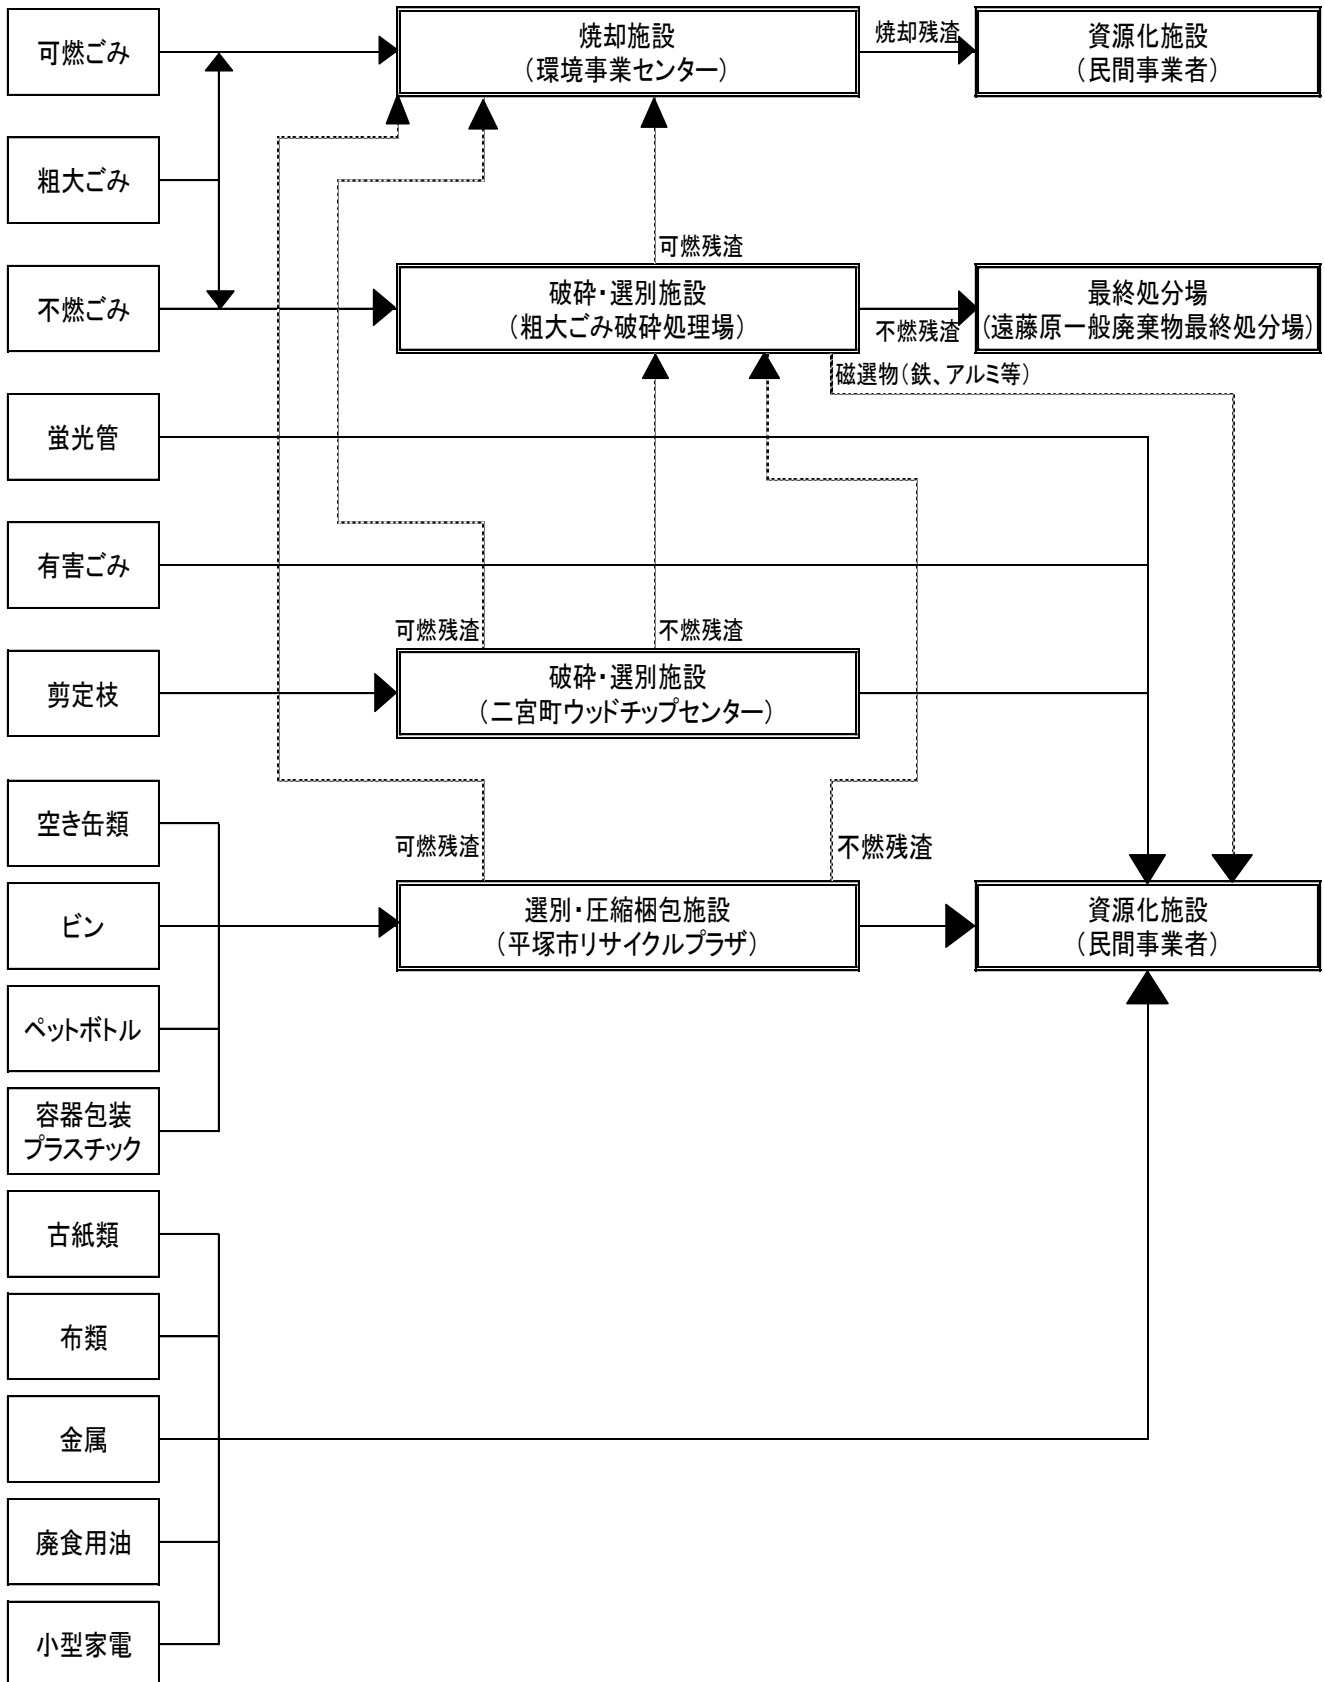 可燃ごみ
焼却施設
（環境事業センター）
焼却残渣
資源化施設
（民間事業者）
粗大ごみ
可燃残渣
不燃ごみ
破砕・選別施設
（粗大ごみ破砕処理場）
不燃残渣
最終処分場
（遠藤原一般廃棄物最終処分場）
磁選物（鉄、アルミ等）
蛍光管
有害ごみ
可燃残渣
不燃残渣
剪定枝
破砕・選別施設
（二宮町ウッドチップセンター）
空き缶類
可燃残渣
不燃残渣
ビン
選別・圧縮梱包施設
（平塚市リサイクルプラザ）
資源化施設
（民間事業者）
ペットボトル
容器包装
プラスチック
古紙類
布類
金属
廃食用油
小型家電